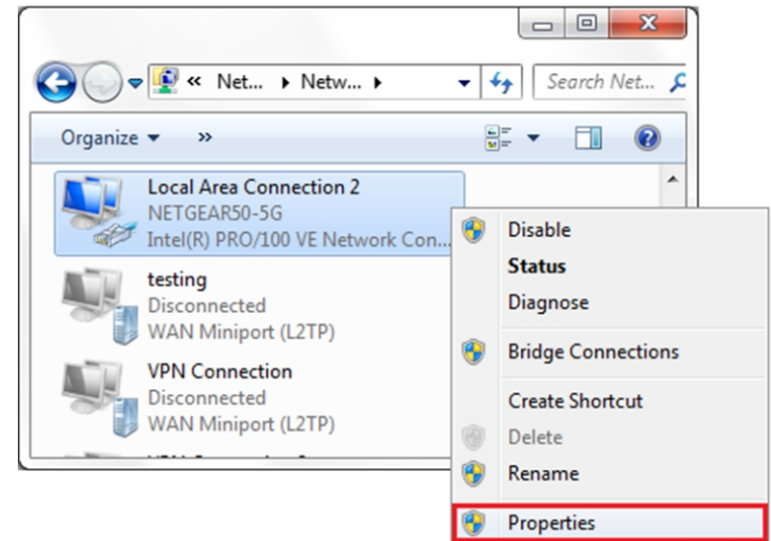 « Net... ▸ Netw... ▸
Search Net...
Organize ▼ »
Local Area Connection 2
NETGEAR50-5G
Intel(R) PRO/100 VE Network Con...
testing
Disconnected
WAN Miniport (L2TP)
VPN Connection
Disconnected
WAN Miniport (L2TP)
Disable
Status
Diagnose
Bridge Connections
Create Shortcut
Delete
Rename
Properties